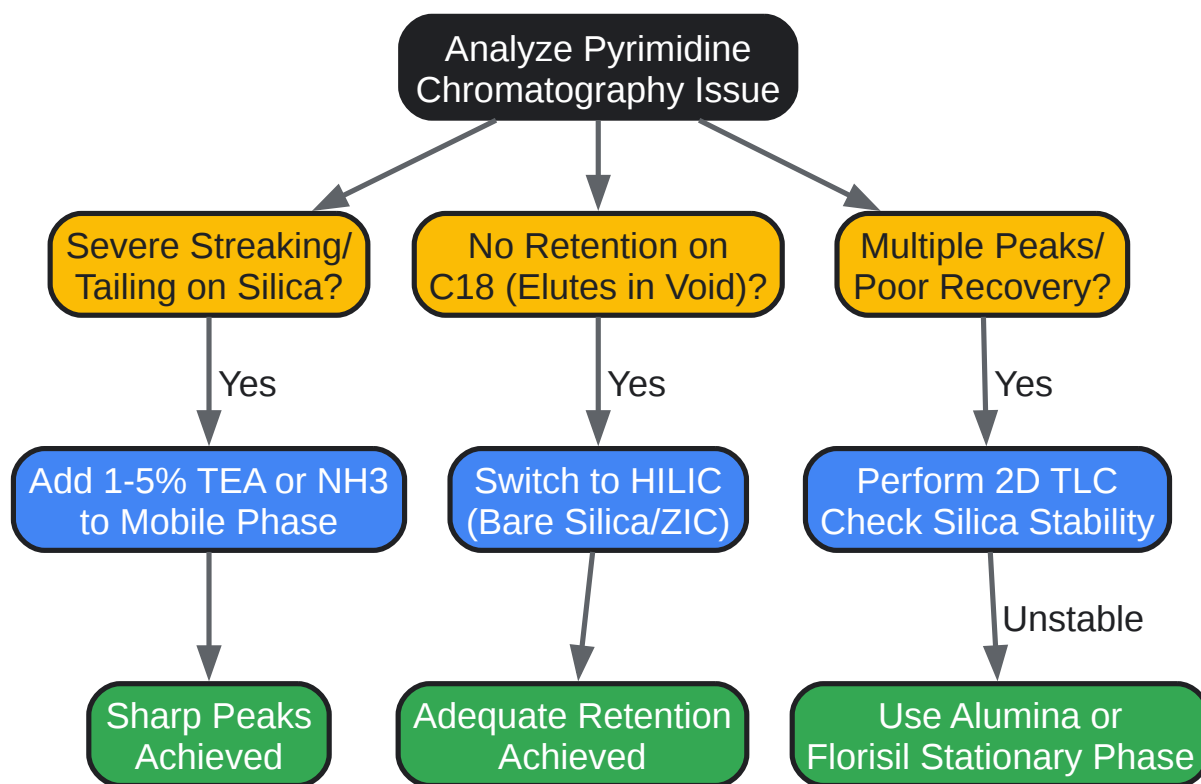 Analyze Pyrimidine
Chromatography Issue
Severe Streaking/
Tailing on Silica?
No Retention on
C18 (Elutes in Void)?
Multiple Peaks/
Poor Recovery?
Yes
Yes
Yes
Add 1-5% TEA or NH3
to Mobile Phase
Switch to HILIC
(Bare Silica/ZIC)
Perform 2D TLC
Check Silica Stability
Unstable
Sharp Peaks
Achieved
Adequate Retention
Achieved
Use Alumina or
Florisil Stationary Phase